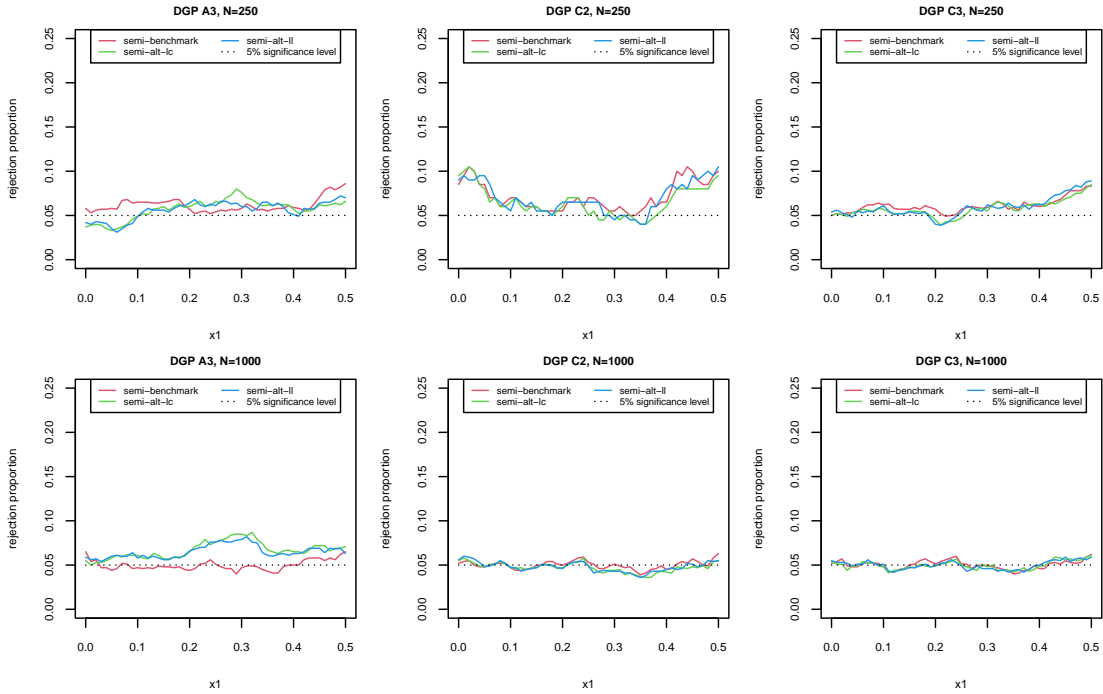 DGP A3, N=250
semi−benchmark
semi−alt−lc
semi−alt−ll
5% significance level
rejection proportion
0.00 0.05 0.10 0.15 0.20 0.25
0.0 0.1 0.2 0.3 0.4 0.5
x1
DGP C2, N=250
semi−benchmark
semi−alt−lc
semi−alt−ll
5% significance level
rejection proportion
0.00 0.05 0.10 0.15 0.20 0.25
0.0 0.1 0.2 0.3 0.4 0.5
x1
DGP C3, N=250
semi−benchmark
semi−alt−lc
semi−alt−ll
5% significance level
rejection proportion
0.00 0.05 0.10 0.15 0.20 0.25
0.0 0.1 0.2 0.3 0.4 0.5
x1
DGP A3, N=1000
semi−benchmark
semi−alt−lc
semi−alt−ll
5% significance level
rejection proportion
0.00 0.05 0.10 0.15 0.20 0.25
0.0 0.1 0.2 0.3 0.4 0.5
x1
DGP C2, N=1000
semi−benchmark
semi−alt−lc
semi−alt−ll
5% significance level
rejection proportion
0.00 0.05 0.10 0.15 0.20 0.25
0.0 0.1 0.2 0.3 0.4 0.5
x1
DGP C3, N=1000
semi−benchmark
semi−alt−lc
semi−alt−ll
5% significance level
rejection proportion
0.00 0.05 0.10 0.15 0.20 0.25
0.0 0.1 0.2 0.3 0.4 0.5
x1